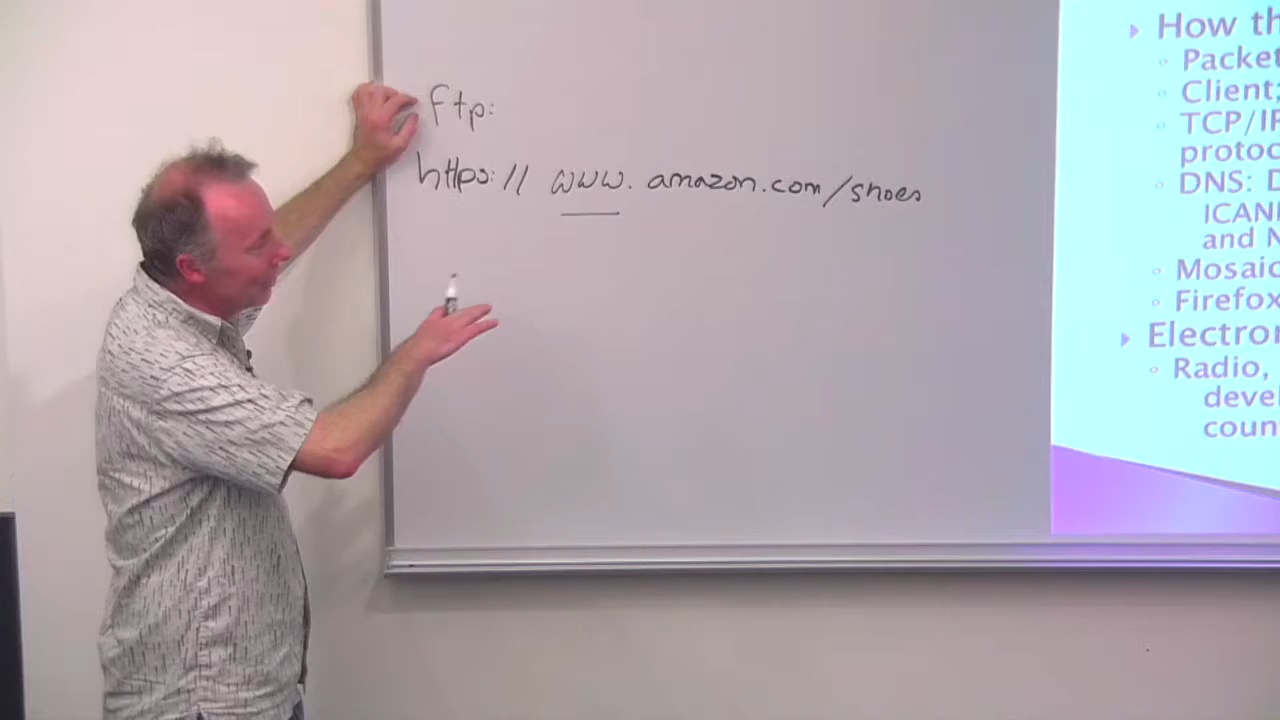 ftp:
https:// www. amazon.com/shoes
How th
Packet
Client;
TCP/IP
protoc
DNS: D
ICANN
and N
Mosaic
Firefox
Electron
Radio,
devel
coun